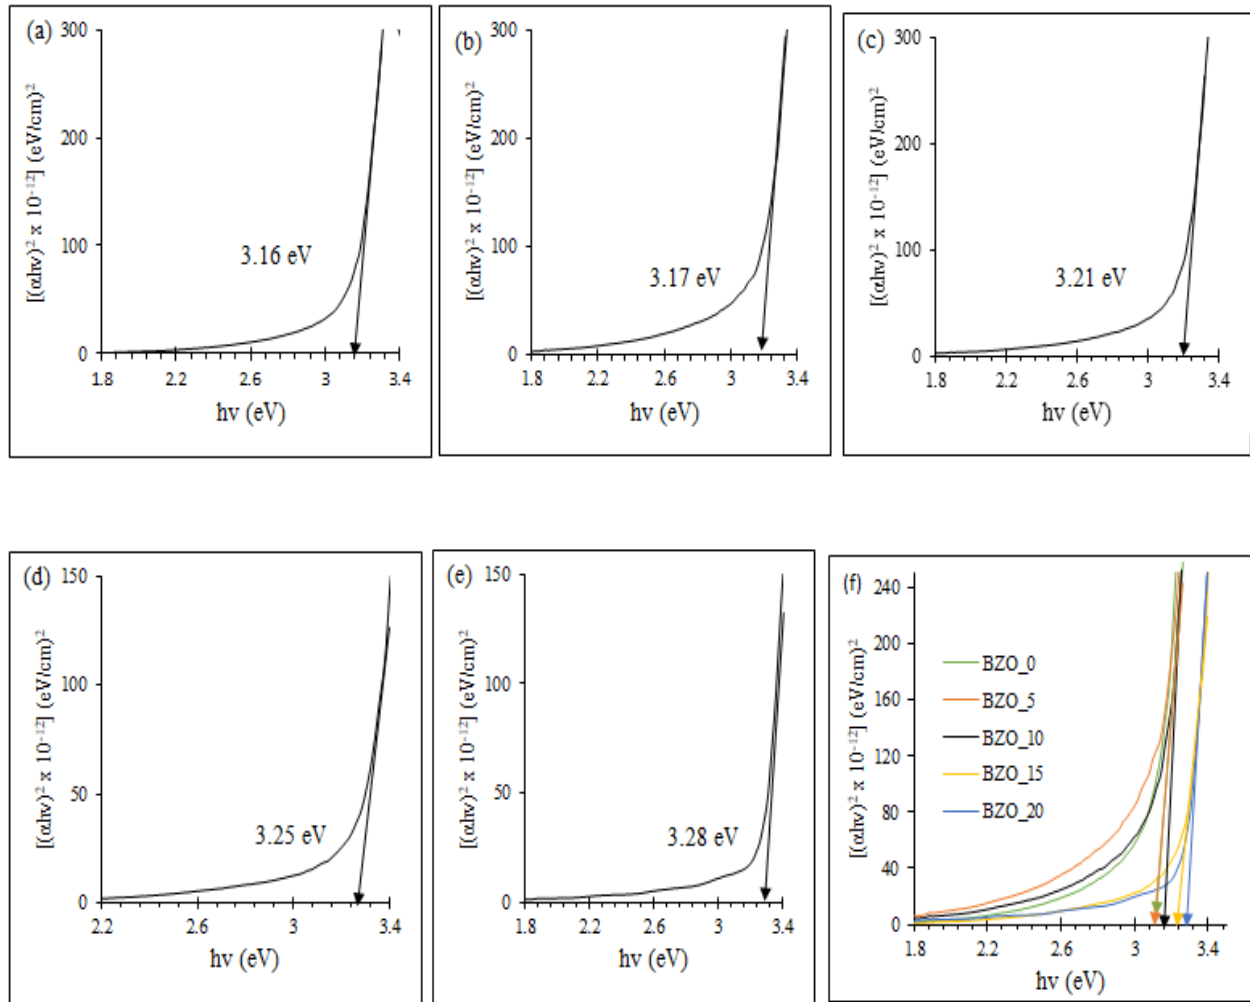 (a)
300
200
100
0
[(αhν)² x 10⁻¹²] (eV/cm)²
3.16 eV
1.8 2.2 2.6 3 3.4
hν (eV)
(b)
300
200
100
0
[(αhν)² x 10⁻¹²] (eV/cm)²
3.17 eV
1.8 2.2 2.6 3 3.4
hν (eV)
(c)
300
200
100
0
[(αhν)² x 10⁻¹²] (eV/cm)²
3.21 eV
1.8 2.2 2.6 3 3.4
hν (eV)
(d)
150
100
50
0
[(αhν)² x 10⁻¹²] (eV/cm)²
3.25 eV
2.2 2.6 3 3.4
hν (eV)
(e)
150
100
50
0
[(αhν)² x 10⁻¹²] (eV/cm)²
3.28 eV
1.8 2.2 2.6 3 3.4
hν (eV)
(f)
240
200
160
120
80
40
0
[(αhν)² x 10⁻¹²] (eV/cm)²
BZO_0
BZO_5
BZO_10
BZO_15
BZO_20
1.8 2.2 2.6 3 3.4
hν (eV)